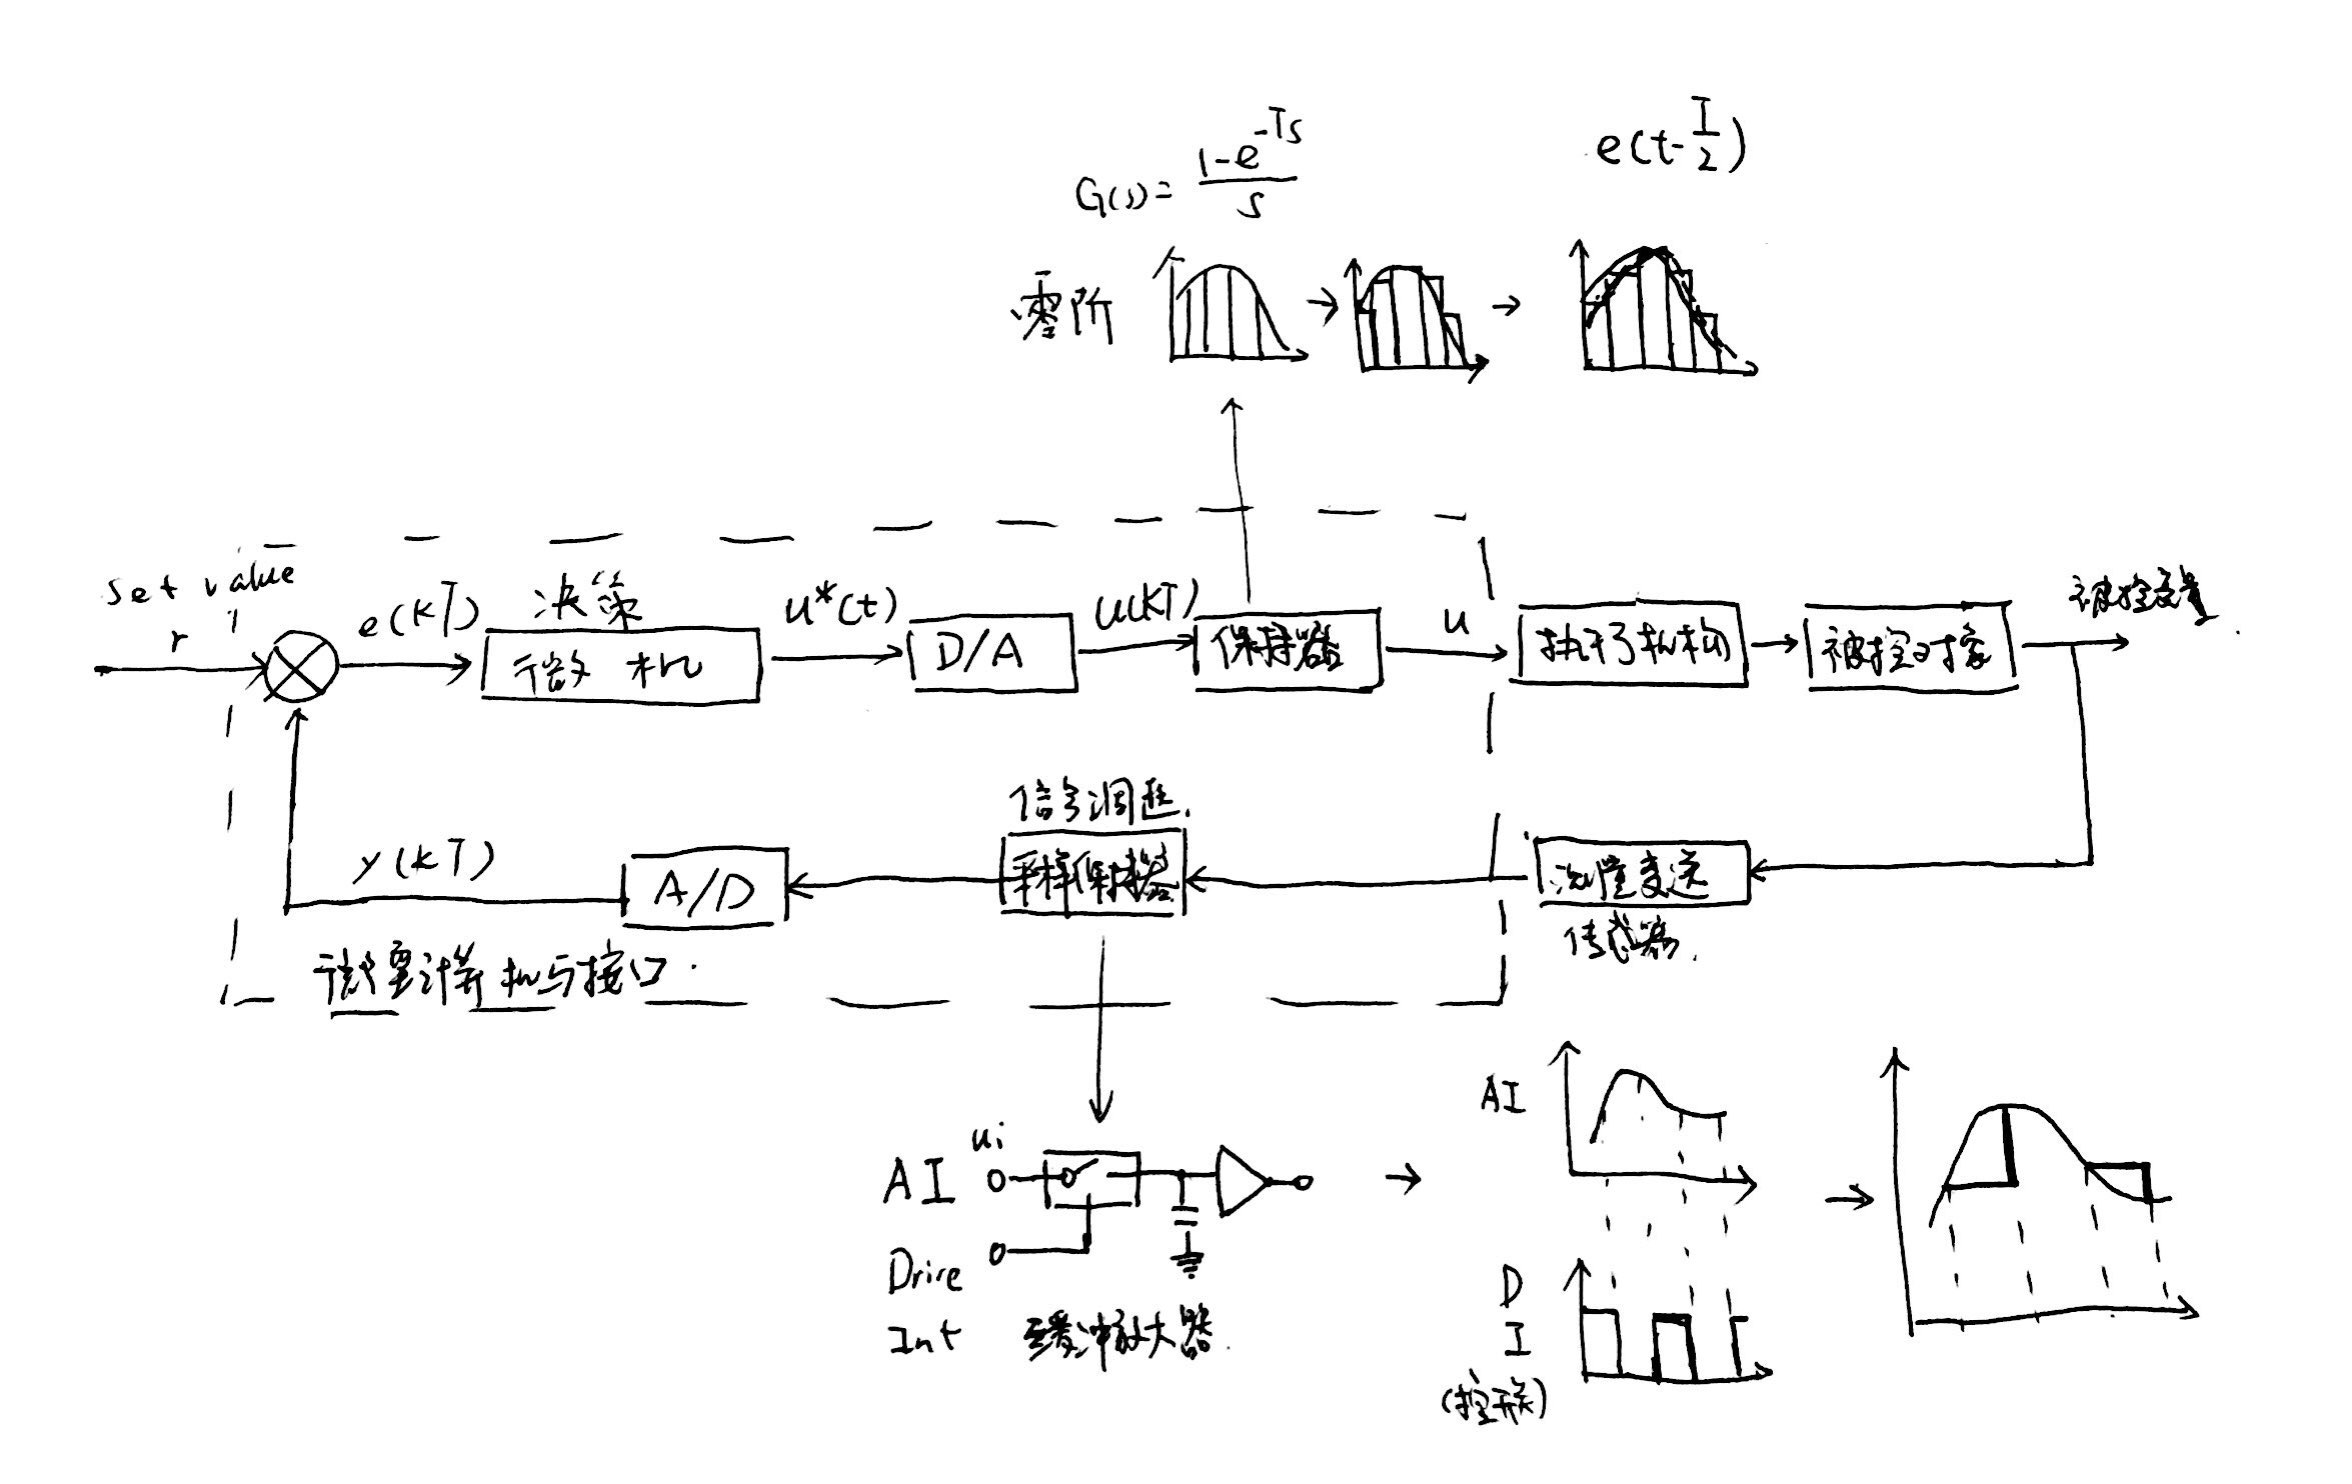 G(s)= \frac{1-e^{-Ts}}{s}
e(t-\frac{T}{2})
零阶
set value
r
e(kT)
决策
微机
u*(t)
D/A
u(kT)
保持器
u
执行机构
被控对象
被控变量
信号调理.
采样保持器
y(kT)
A/D
测量变送
传感器.
微型计算机与接口.
AI
ui
Drire
Int
缓冲放大器.
AI
D
I
(控开关)